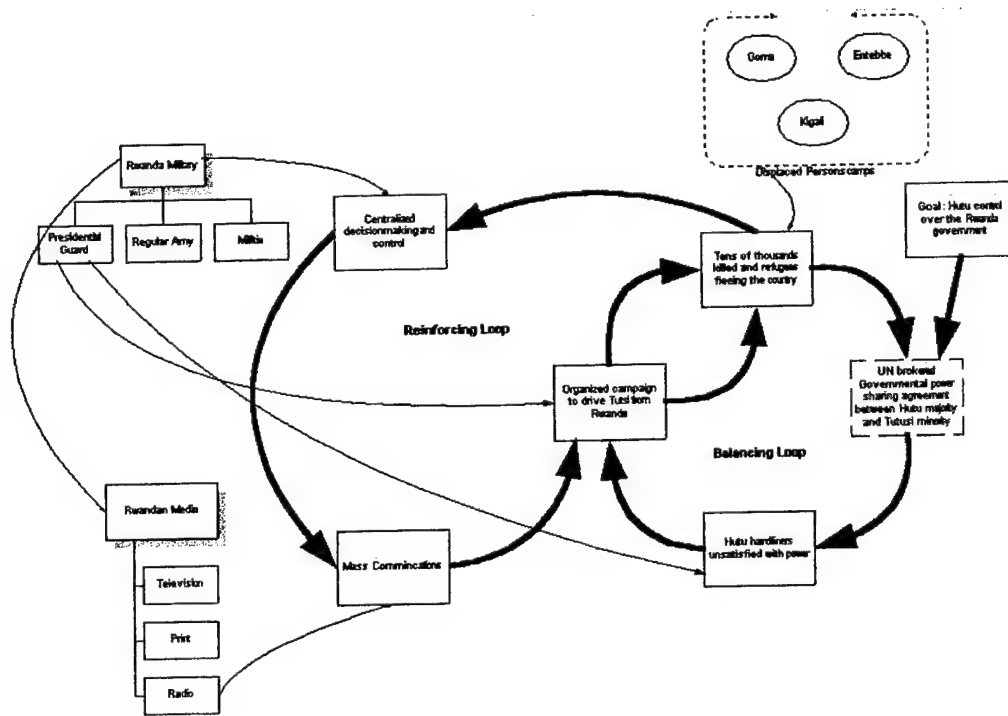 Goma
Entebbe
Kigali
Displaced Persons camps
Rwanda Military
Presidential
Guard
Regular Army
Militia
Centralized
decisionmaking and
control
Tens of thousands
killed and refugees
fleeing the country
Goal: Hutu control
over the Rwanda
government
Reinforcing Loop
Organized campaign
to drive Tutsi from
Rwanda
UN brokered
Governmental power
sharing agreement
between Hutu majority
and Tutusi minority
Balancing Loop
Rwandan Media
Television
Print
Radio
Mass Commincations
Hutu hardliners
unsatisfied with power